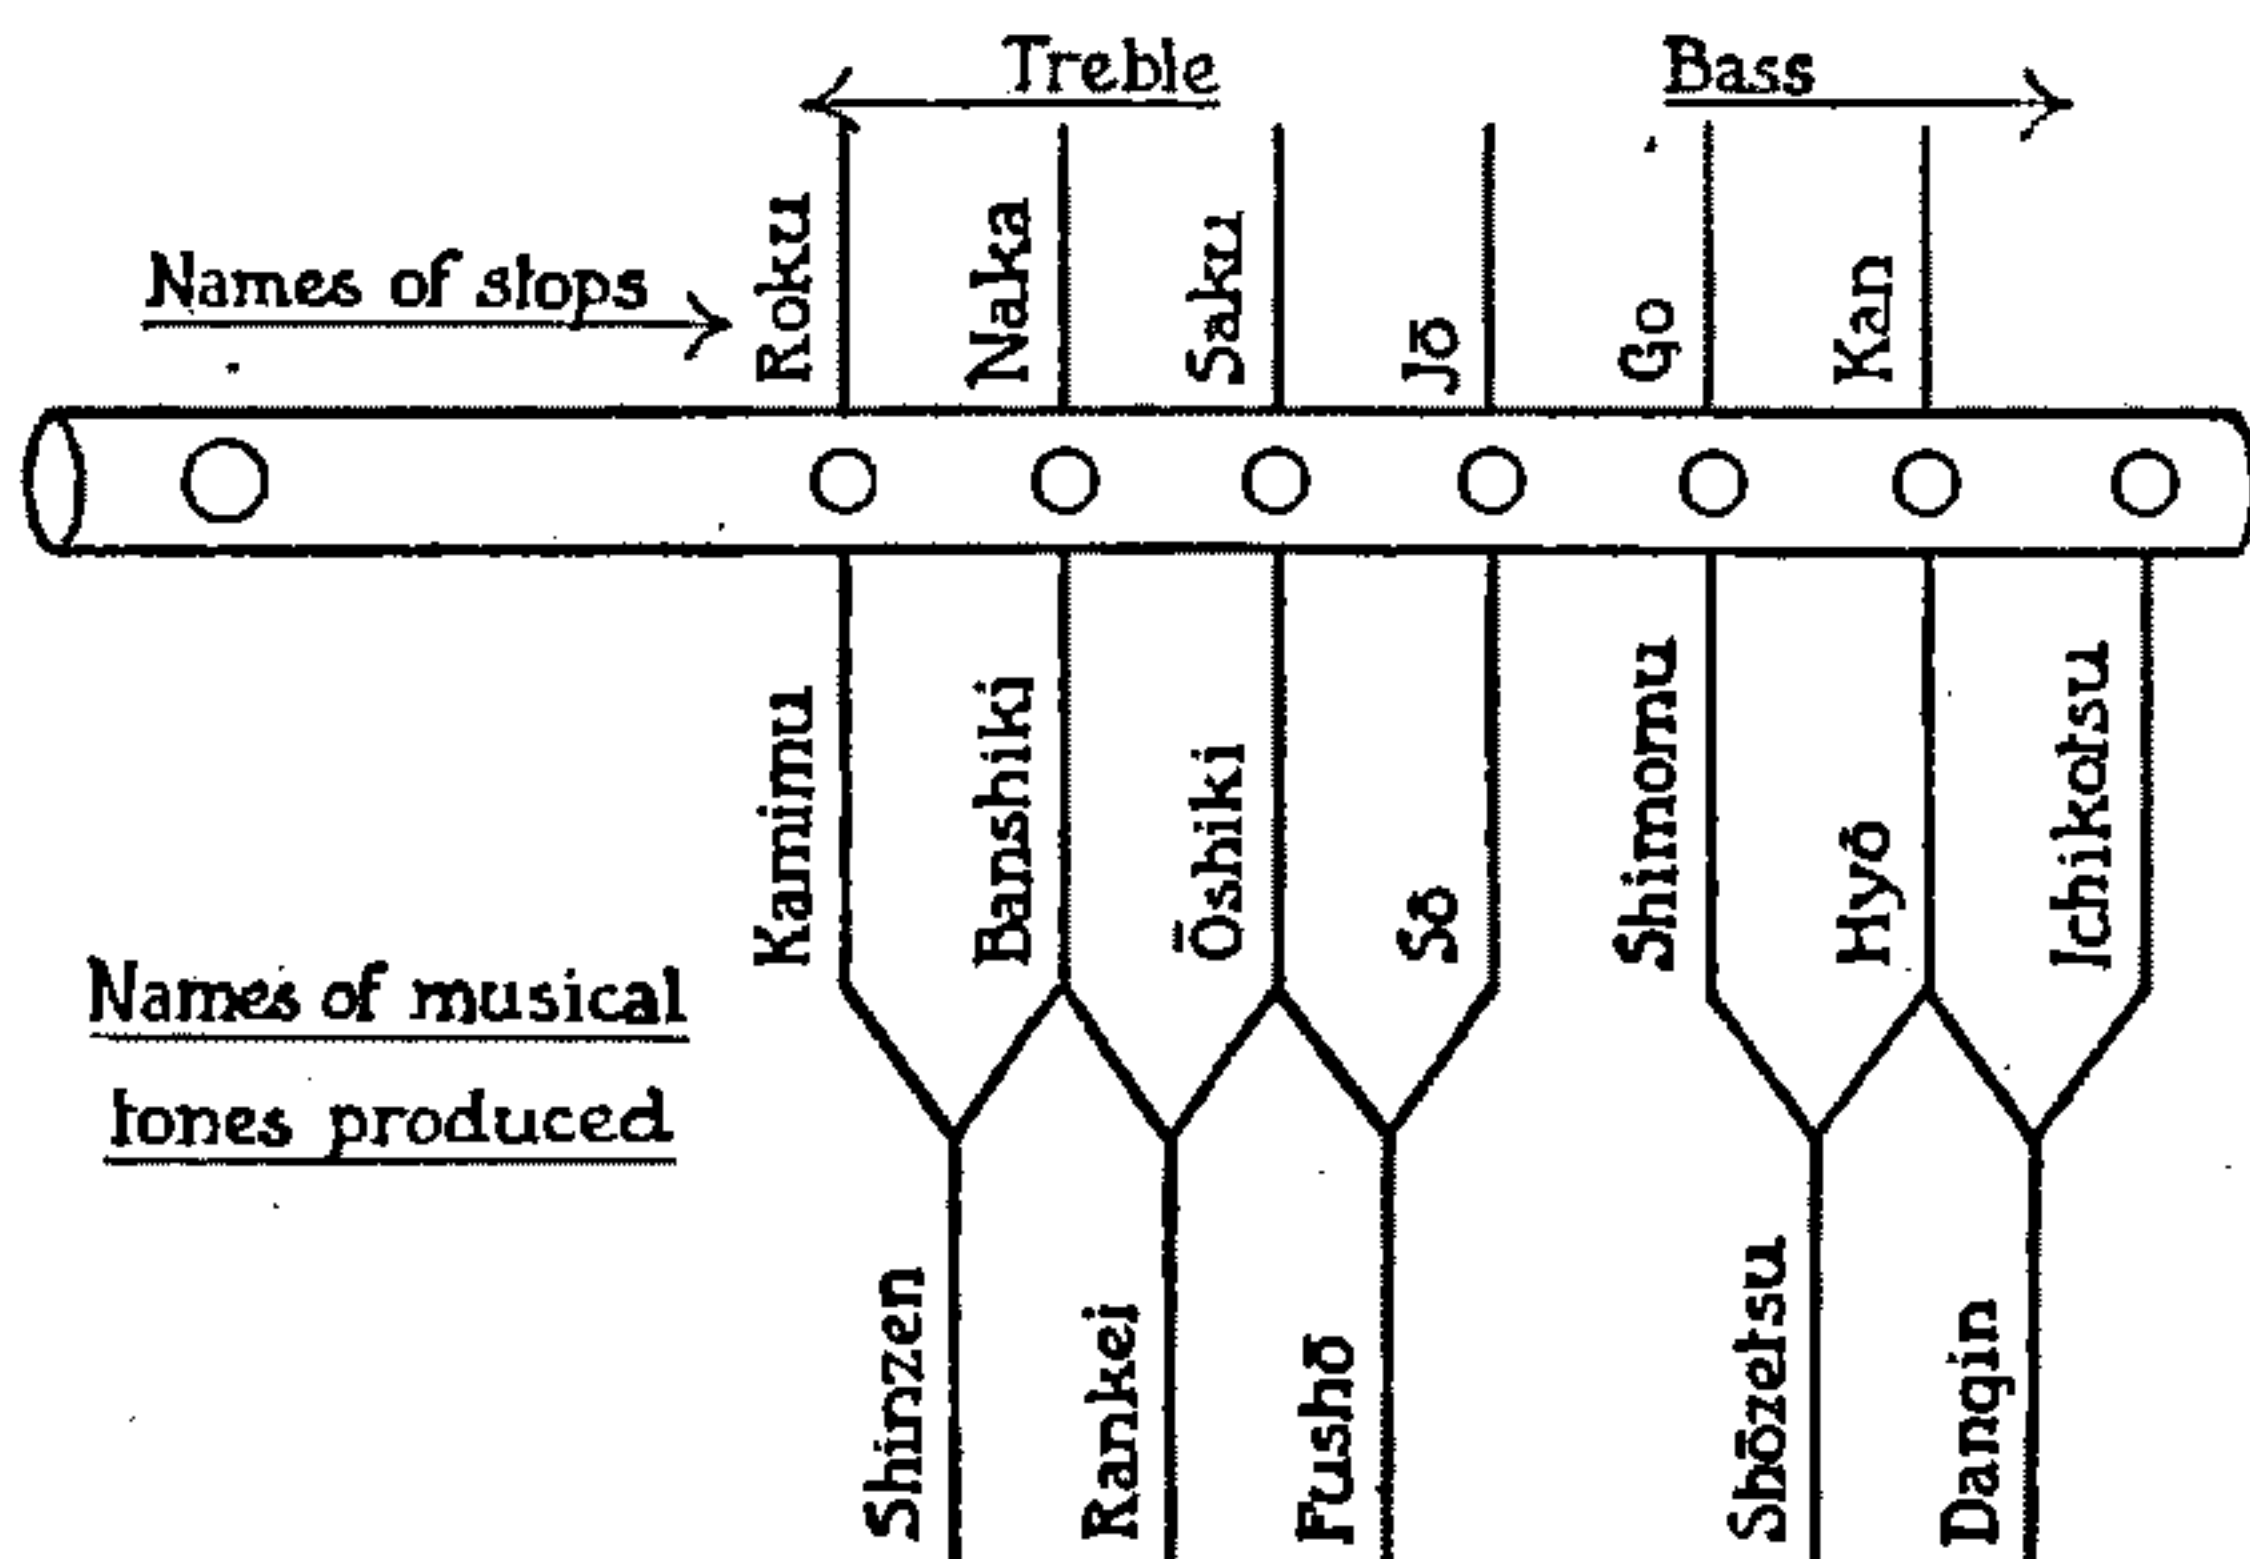 Treble
Bass
Names of stops
Roku
Naka
Saku
Jō
Go
Kan
Kamimu
Banshiki
Ōshiki
Sō
Shimomu
Hyō
Ichikotsu
Names of musical
tones produced
Shinzen
Rankei
Fushō
Shōzetsu
Dangin